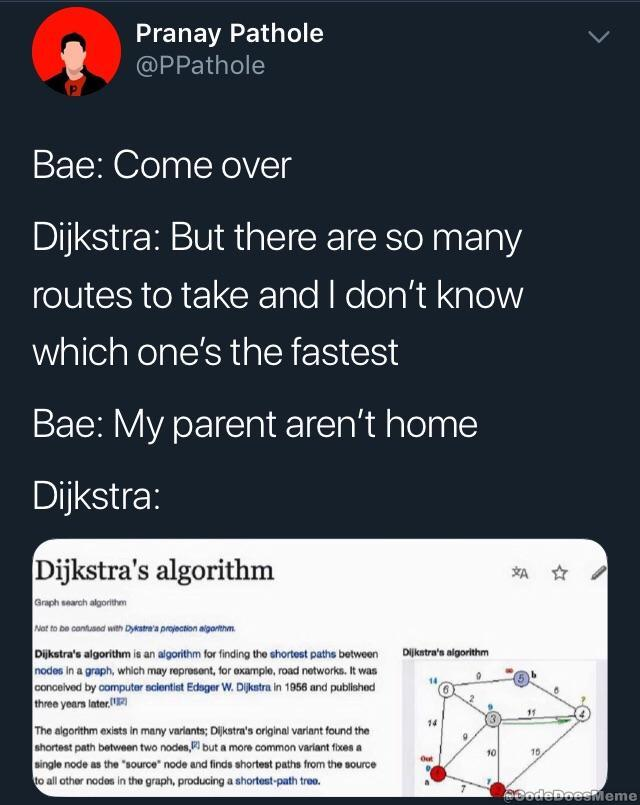 Pranay Pathole
@PPathole
Bae: Come over
Dijkstra: But there are so many
routes to take and I don't know
which one's the fastest
Bae: My parent aren't home
Dijkstra:
Dijkstra's algorithm
Graph search algorithm
Not to be confused with Dykstra's projection algorithm.
Dijkstra's algorithm is an algorithm for finding the shortest paths between
nodes in a graph, which may represent, for example, road networks. It was
conceived by computer scientist Edsger W. Dijkstra in 1956 and published
three years later.[1][2]
The algorithm exists in many variants; Dijkstra's original variant found the
shortest path between two nodes,[2] but a more common variant fixes a
single node as the "source" node and finds shortest paths from the source
to all other nodes in the graph, producing a shortest-path tree.
Dijkstra's algorithm
14 9 5 b
6 2 6
9 ?
14 3 11 4
9
Out 10 15
a 7
@CodeDoesMeme